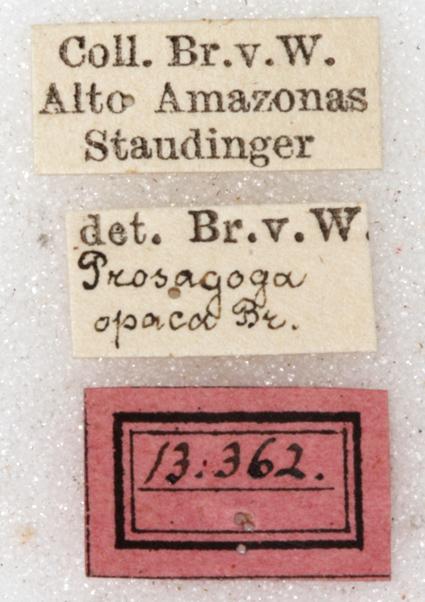 Coll. Br.v.W.
Alto Amazonas
Staudinger
det. Br.v.W.
Prosagoga
opaca Br.
13.362.